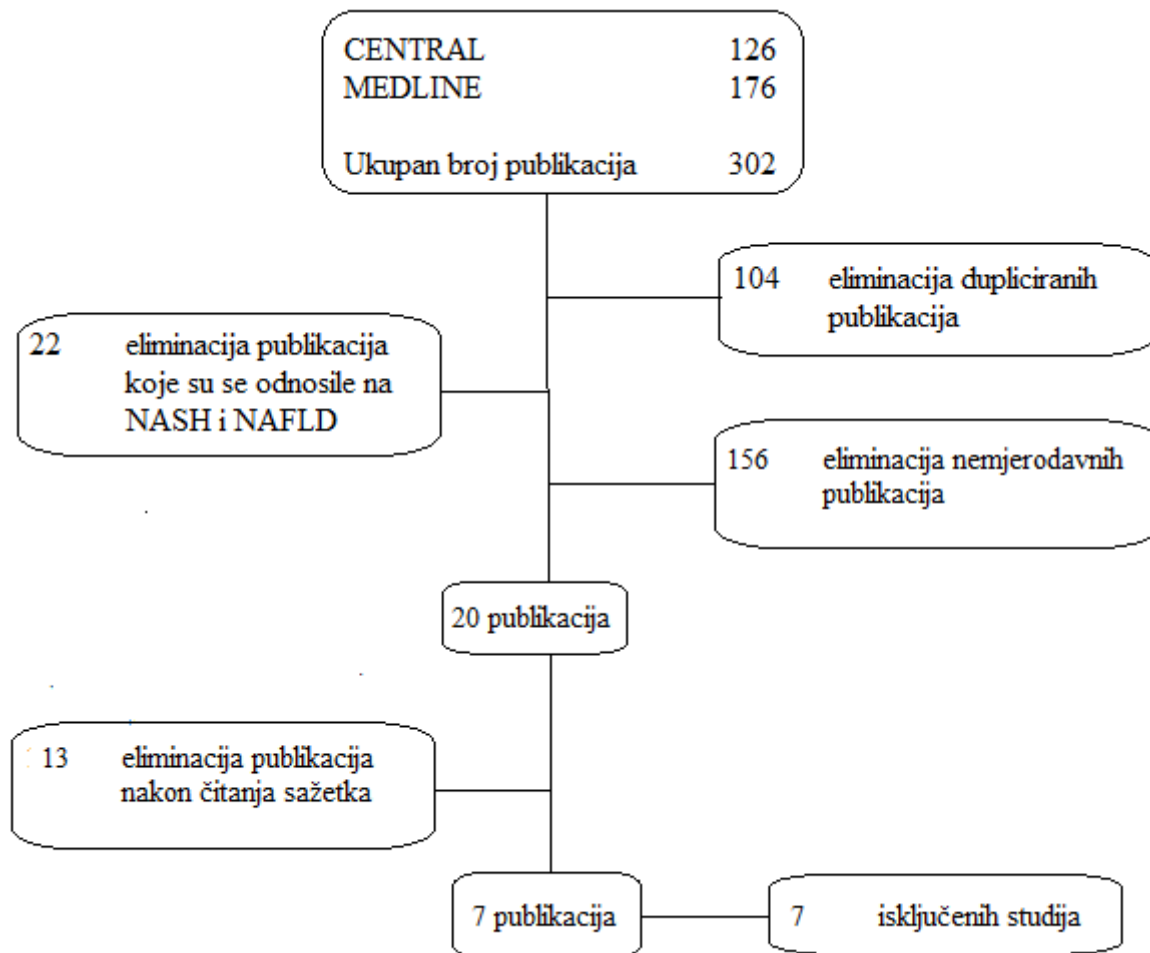 CENTRAL 126
MEDLINE 176
Ukupan broj publikacija 302
104 eliminacija dupliciranih
publikacija
22 eliminacija publikacija
koje su se odnosile na
NASH i NAFLD
156 eliminacija nemjerodavnih
publikacija
20 publikacija
13 eliminacija publikacija
nakon čitanja sažetka
7 publikacija
7 isključenih studija